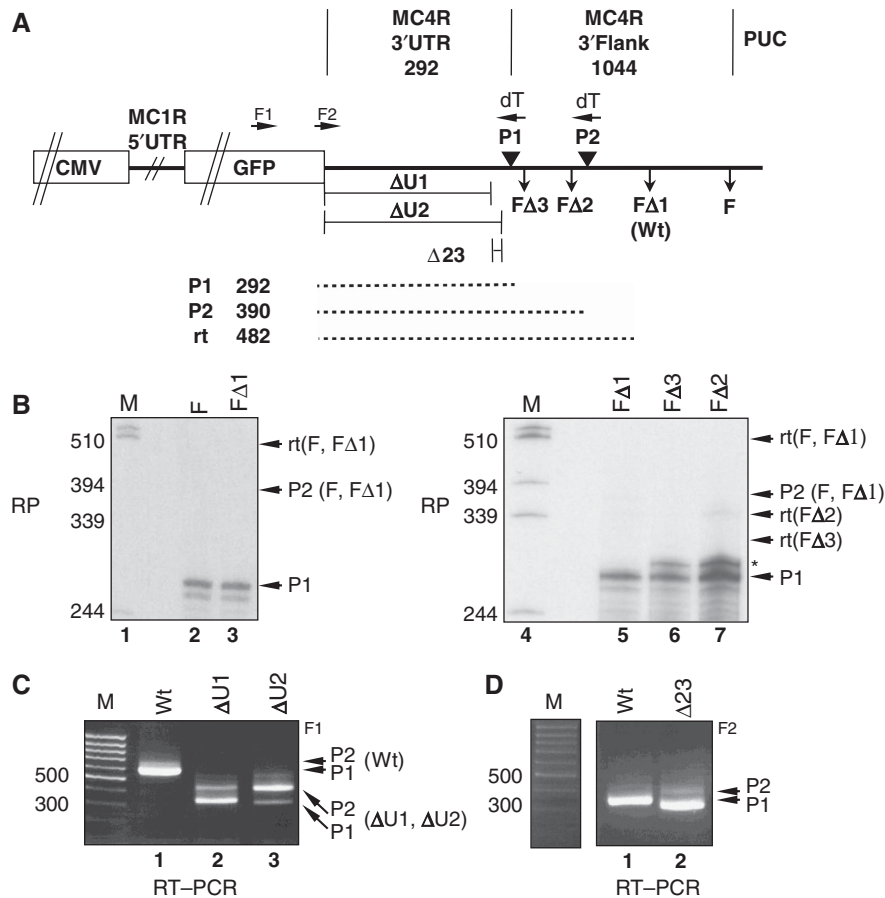 A
MC4R
3′UTR
292
MC4R
3′Flank
1044
PUC
MC1R
5′UTR
F1
F2
dT
P1
dT
P2
CMV
GFP
ΔU1
ΔU2
Δ23
FΔ3
FΔ2
FΔ1
(Wt)
F
P1 292
P2 390
rt 482
B
M
F
FΔ1
RP
510
394
339
244
rt(F, FΔ1)
P2 (F, FΔ1)
P1
1 2 3
M
FΔ1
FΔ3
FΔ2
RP
510
394
339
244
rt(F, FΔ1)
P2 (F, FΔ1)
rt(FΔ2)
rt(FΔ3)
*
P1
4 5 6 7
C
M
Wt
ΔU1
ΔU2
F1
500
300
P2 (Wt)
P1
P2 (ΔU1, ΔU2)
P1
1 2 3
RT–PCR
D
M
Wt
Δ23
F2
500
300
P2
P1
1 2
RT–PCR